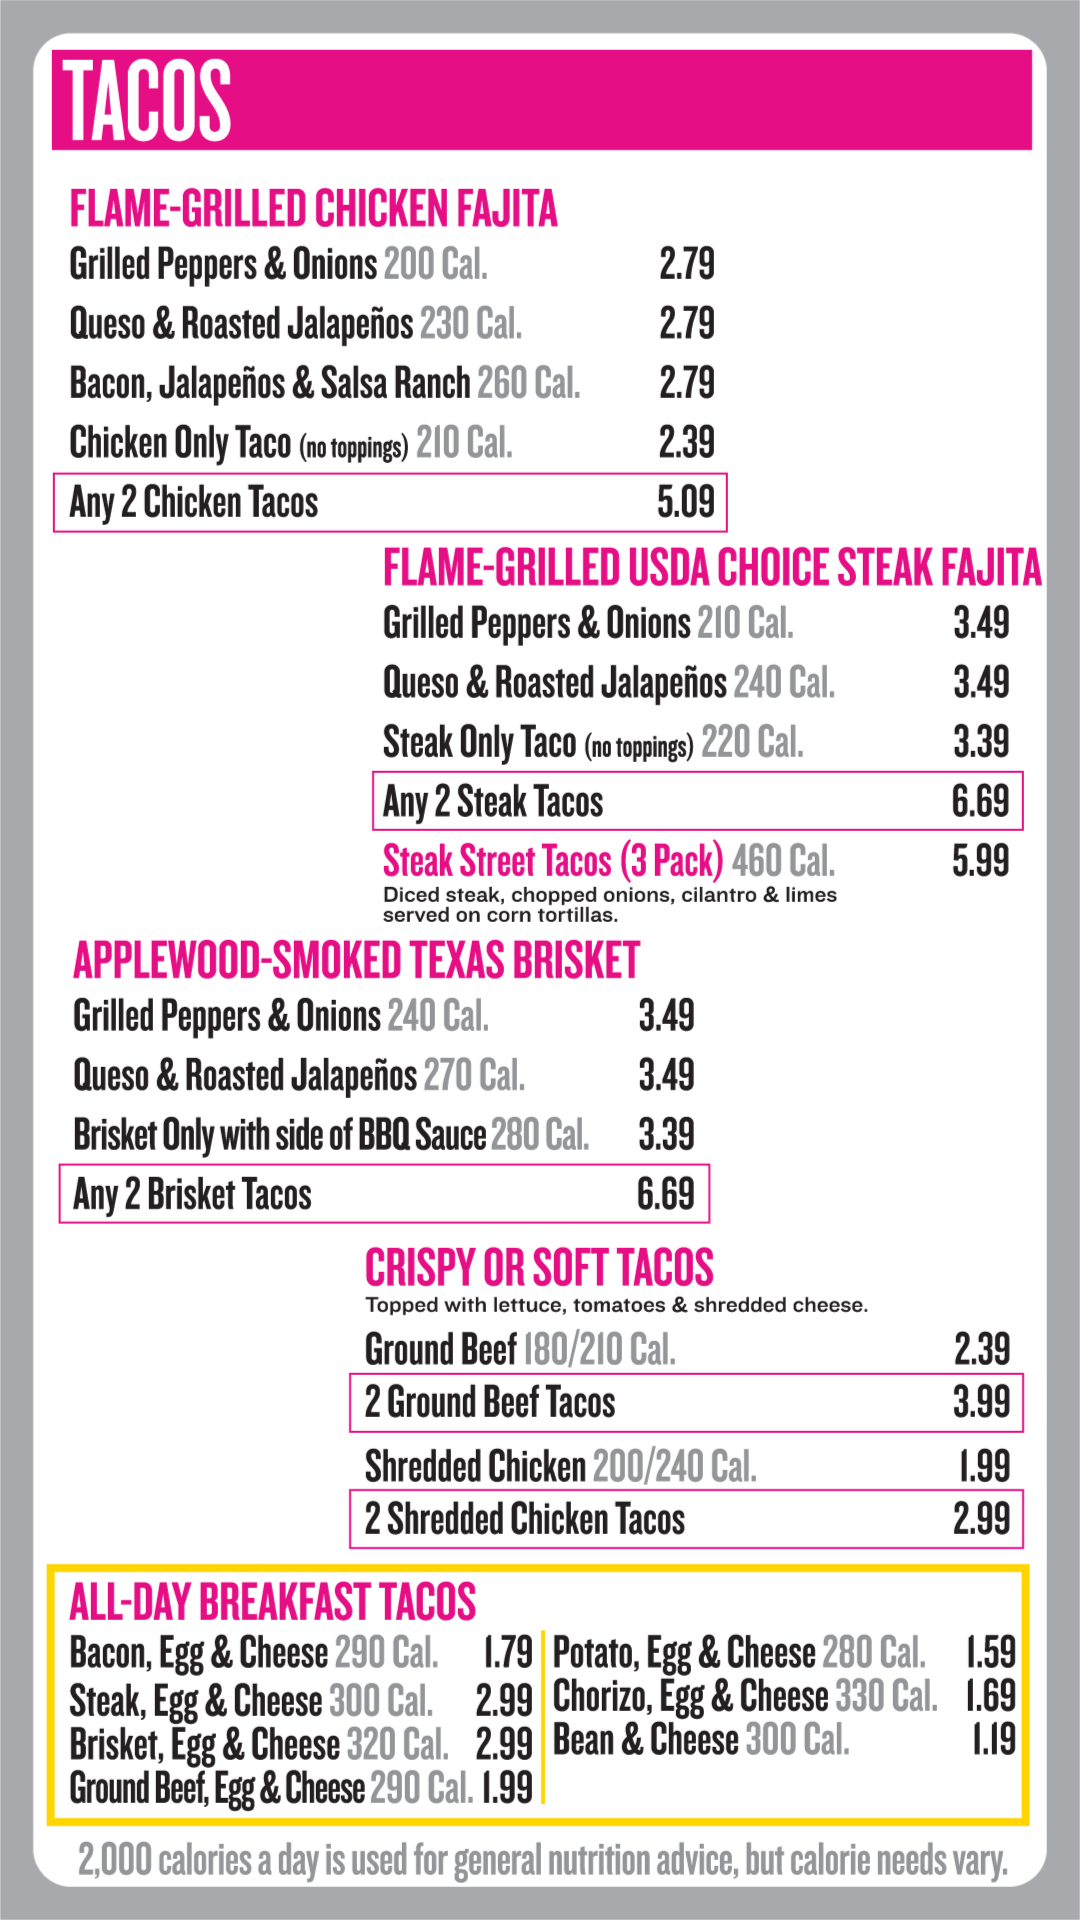 TACOS
FLAME-GRILLED CHICKEN FAJITA
Grilled Peppers & Onions 200 Cal. 2.79
Queso & Roasted Jalapeños 230 Cal. 2.79
Bacon, Jalapeños & Salsa Ranch 260 Cal. 2.79
Chicken Only Taco (no toppings) 210 Cal. 2.39
Any 2 Chicken Tacos 5.09
FLAME-GRILLED USDA CHOICE STEAK FAJITA
Grilled Peppers & Onions 210 Cal. 3.49
Queso & Roasted Jalapeños 240 Cal. 3.49
Steak Only Taco (no toppings) 220 Cal. 3.39
Any 2 Steak Tacos 6.69
Steak Street Tacos (3 Pack) 460 Cal. 5.99
Diced steak, chopped onions, cilantro & limes
served on corn tortillas.
APPLEWOOD-SMOKED TEXAS BRISKET
Grilled Peppers & Onions 240 Cal. 3.49
Queso & Roasted Jalapeños 270 Cal. 3.49
Brisket Only with side of BBQ Sauce 280 Cal. 3.39
Any 2 Brisket Tacos 6.69
CRISPY OR SOFT TACOS
Topped with lettuce, tomatoes & shredded cheese.
Ground Beef 180/210 Cal. 2.39
2 Ground Beef Tacos 3.99
Shredded Chicken 200/240 Cal. 1.99
2 Shredded Chicken Tacos 2.99
ALL-DAY BREAKFAST TACOS
Bacon, Egg & Cheese 290 Cal. 1.79
Steak, Egg & Cheese 300 Cal. 2.99
Brisket, Egg & Cheese 320 Cal. 2.99
Ground Beef, Egg & Cheese 290 Cal. 1.99
Potato, Egg & Cheese 280 Cal. 1.59
Chorizo, Egg & Cheese 330 Cal. 1.69
Bean & Cheese 300 Cal. 1.19
2,000 calories a day is used for general nutrition advice, but calorie needs vary.